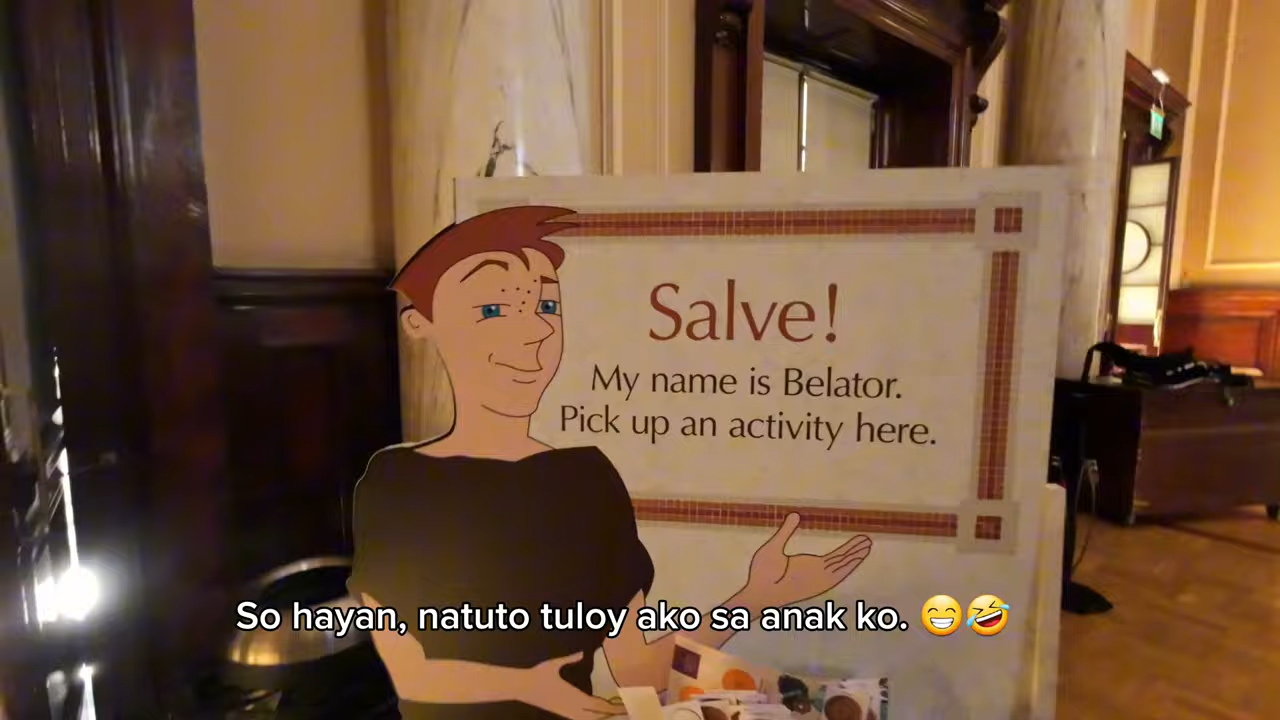 Salve!
My name is Belator.
Pick up an activity here.
So hayan, natuto tuloy ako sa anak ko. 😁🤣